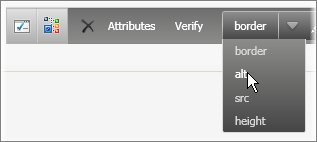 Attributes Verify border
border
alt
src
height